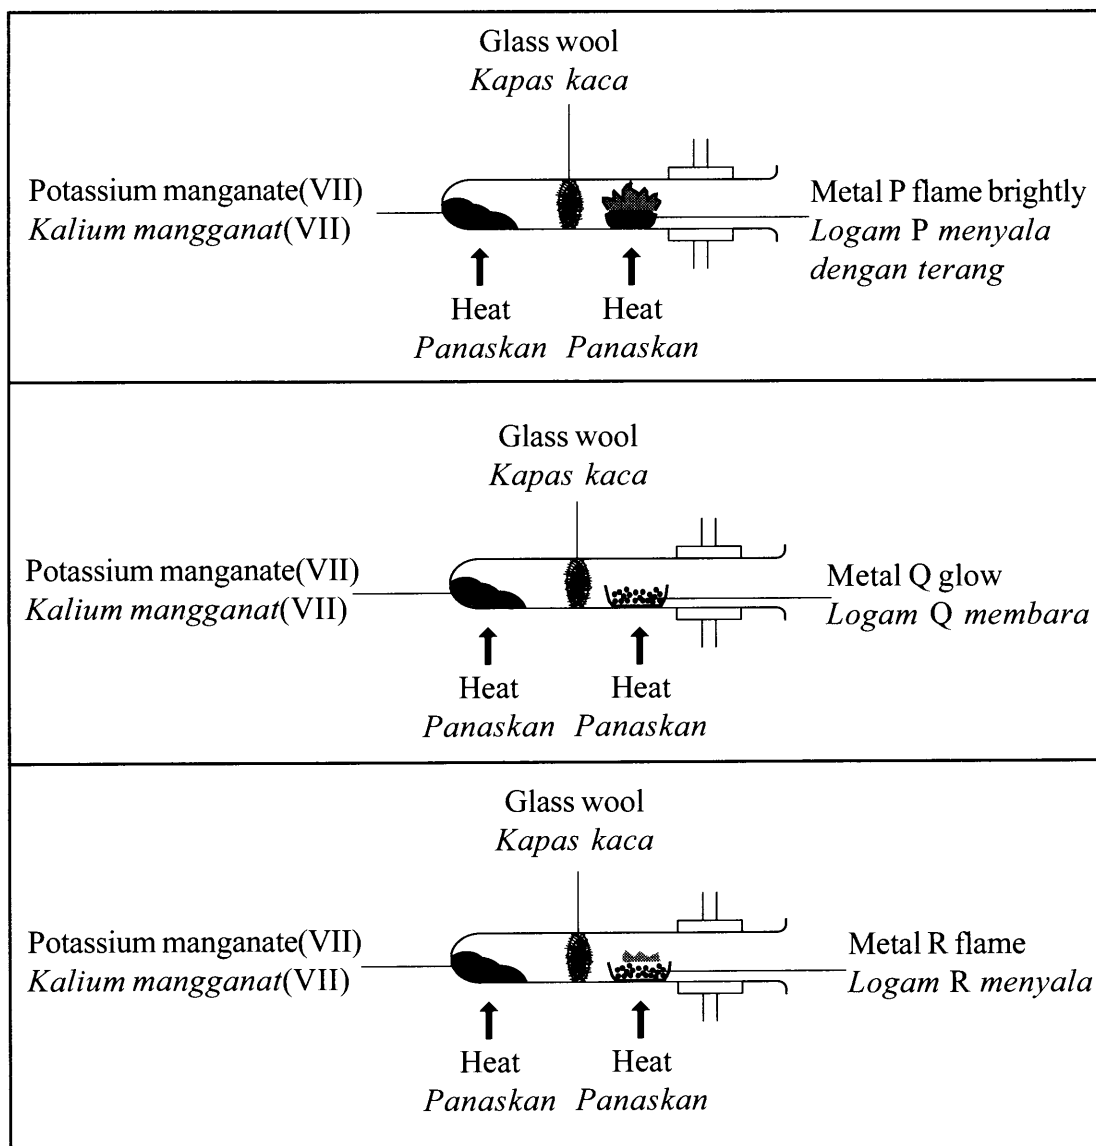 Glass wool
Kapas kaca
Potassium manganate(VII)
Kalium mangganat(VII)
Metal P flame brightly
Logam P menyala
dengan terang
Heat
Panaskan
Heat
Panaskan
Glass wool
Kapas kaca
Potassium manganate(VII)
Kalium mangganat(VII)
Metal Q glow
Logam Q membara
Heat
Panaskan
Heat
Panaskan
Glass wool
Kapas kaca
Potassium manganate(VII)
Kalium mangganat(VII)
Metal R flame
Logam R menyala
Heat
Panaskan
Heat
Panaskan